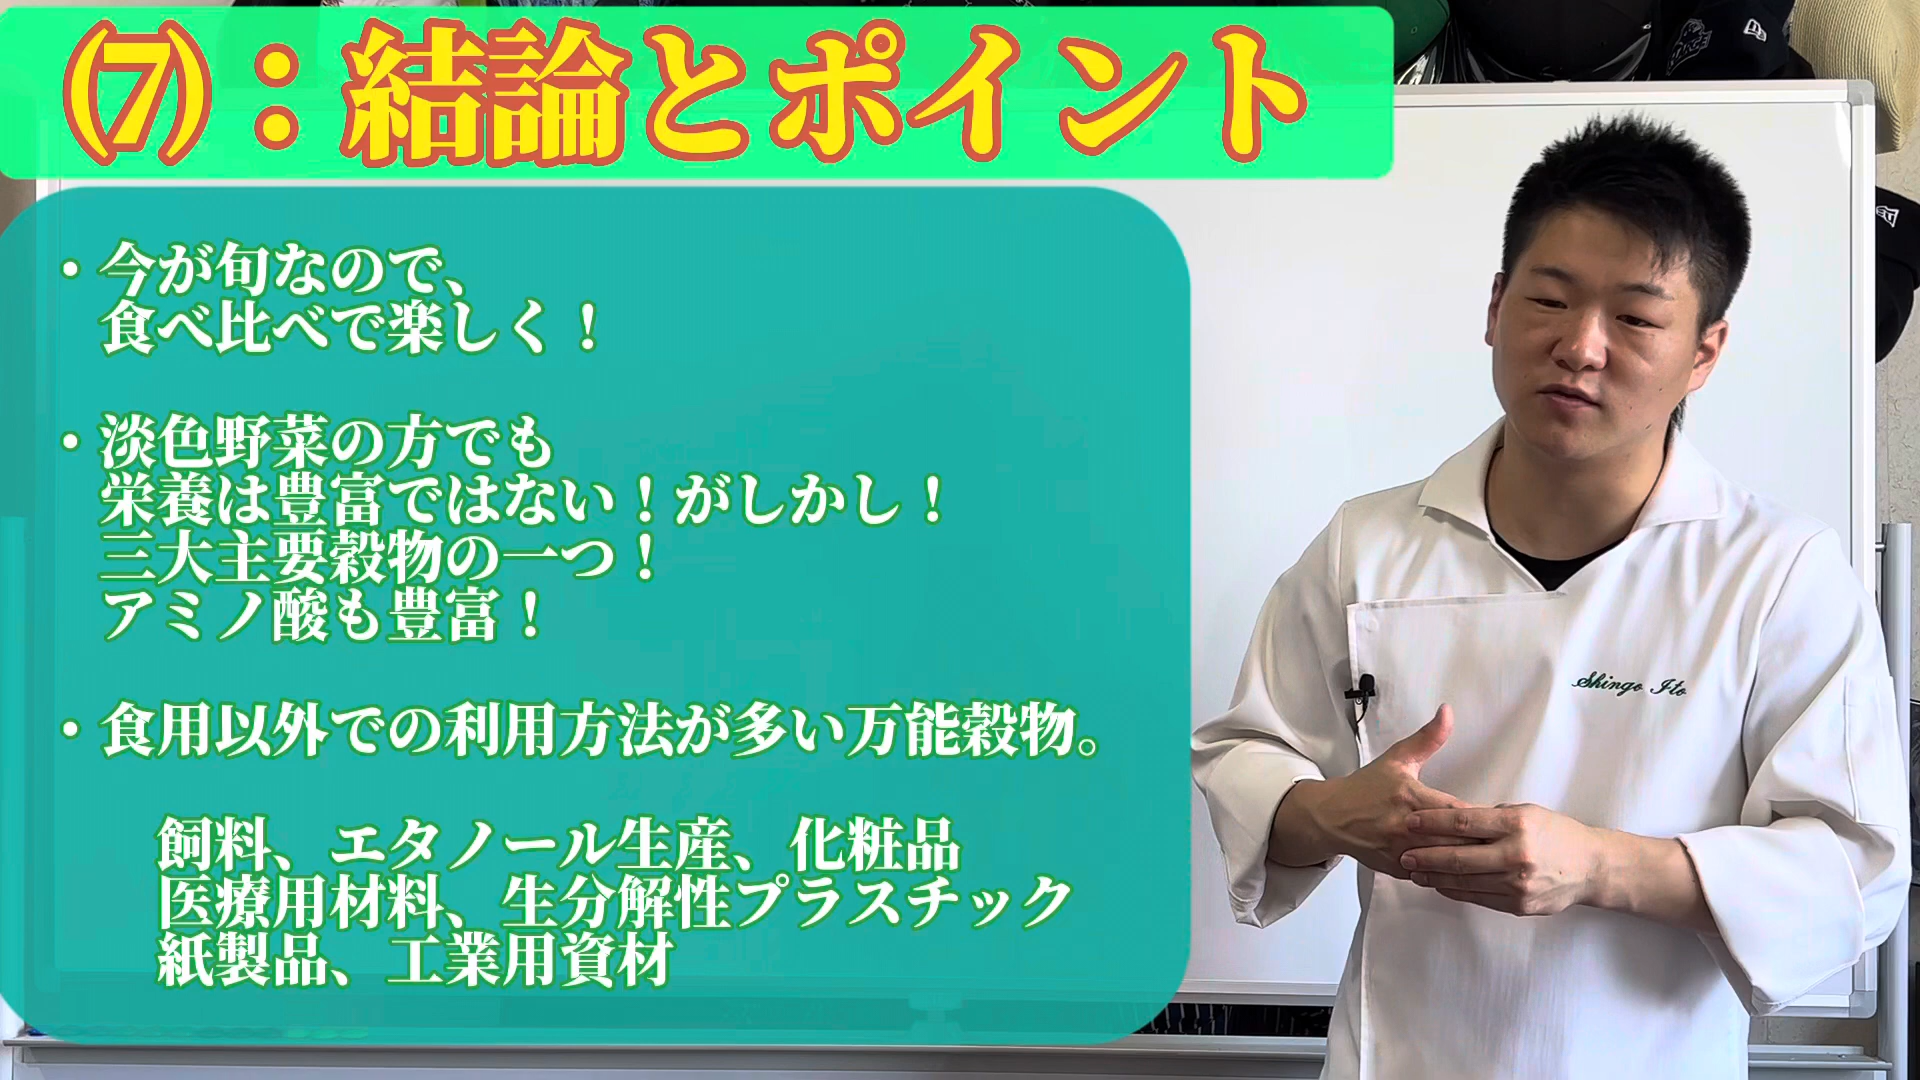 (7)：結論とポイント
・今が旬なので、
食べ比べで楽しく！
・淡色野菜の方でも
栄養は豊富ではない！がしかし！
三大主要穀物の一つ！
アミノ酸も豊富！
・食用以外での利用方法が多い万能穀物。
飼料、エタノール生産、化粧品
医療用材料、生分解性プラスチック
紙製品、工業用資材
Shingo Ito